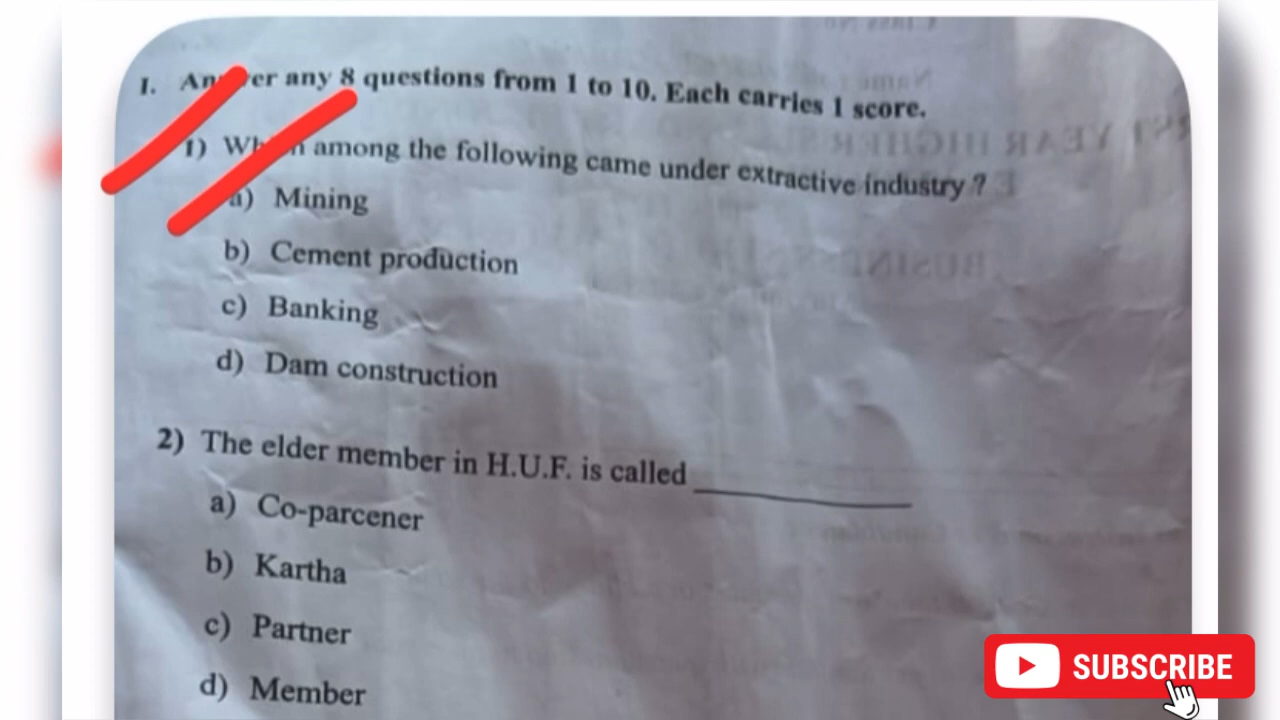 I. er any 8 questions from 1 to 10. Each carries 1 score.
1) among the following came under extractive industry ?
a) Mining
b) Cement production
c) Banking
d) Dam construction
2) The elder member in H.U.F. is called
a) Co-parcener
b) Kartha
c) Partner
d) Member
SUBSCRIBE